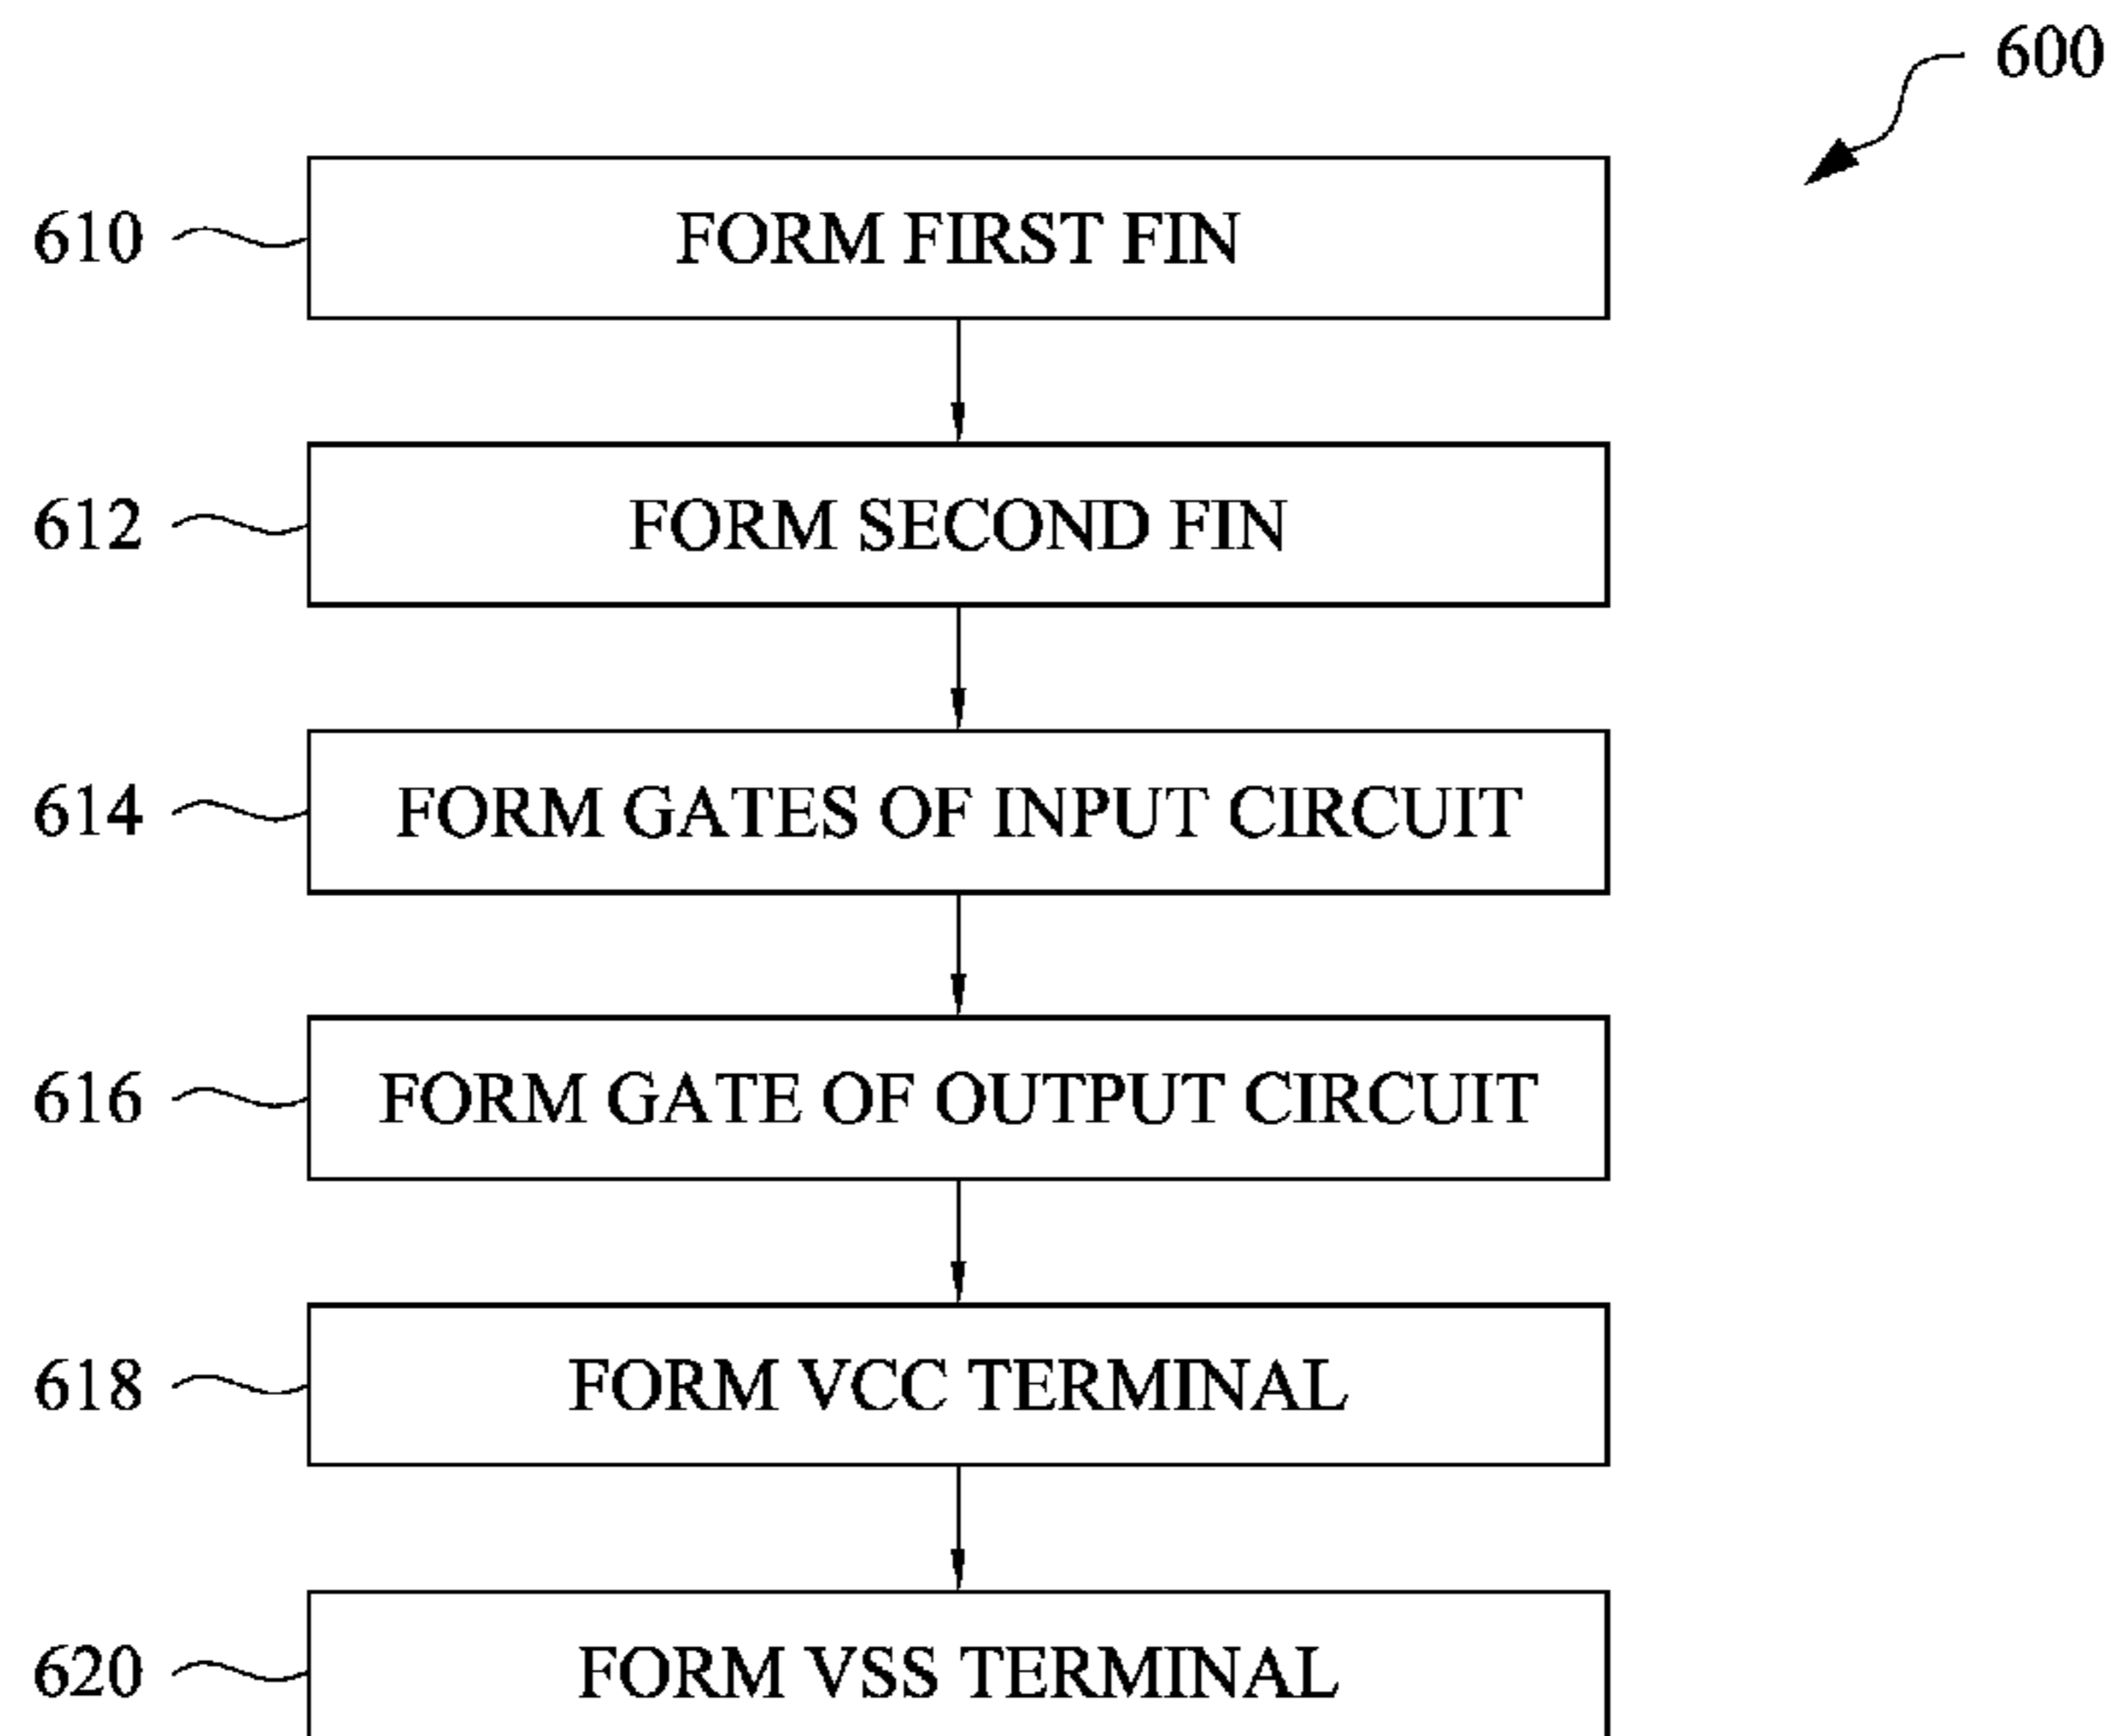 600
610 FORM FIRST FIN
612 FORM SECOND FIN
614 FORM GATES OF INPUT CIRCUIT
616 FORM GATE OF OUTPUT CIRCUIT
618 FORM VCC TERMINAL
620 FORM VSS TERMINAL